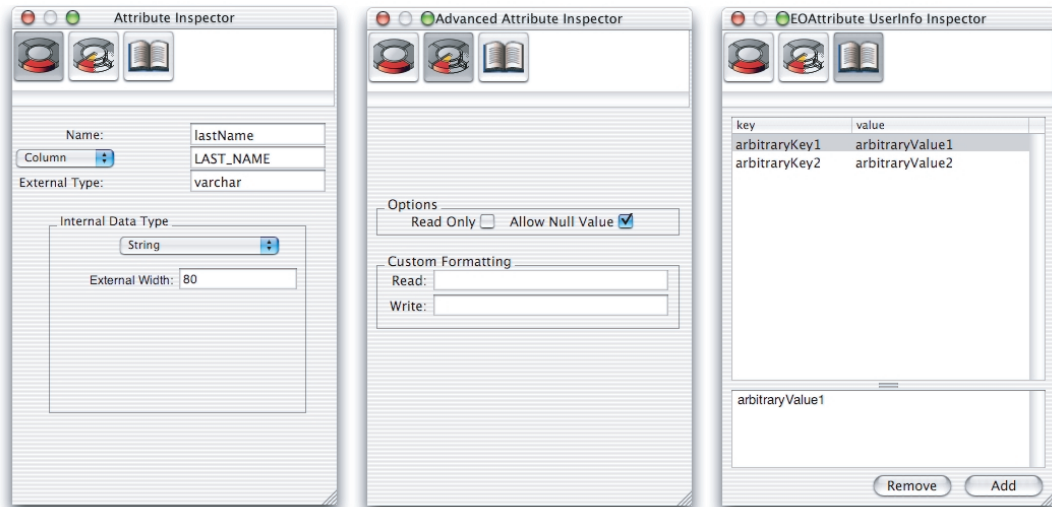 Attribute Inspector
Name: lastName
Column LAST_NAME
External Type: varchar
Internal Data Type
String
External Width: 80
Advanced Attribute Inspector
Options
Read Only Allow Null Value
Custom Formatting
Read:
Write:
EOAttribute UserInfo Inspector
key value
arbitraryKey1 arbitraryValue1
arbitraryKey2 arbitraryValue2
arbitraryValue1
Remove Add